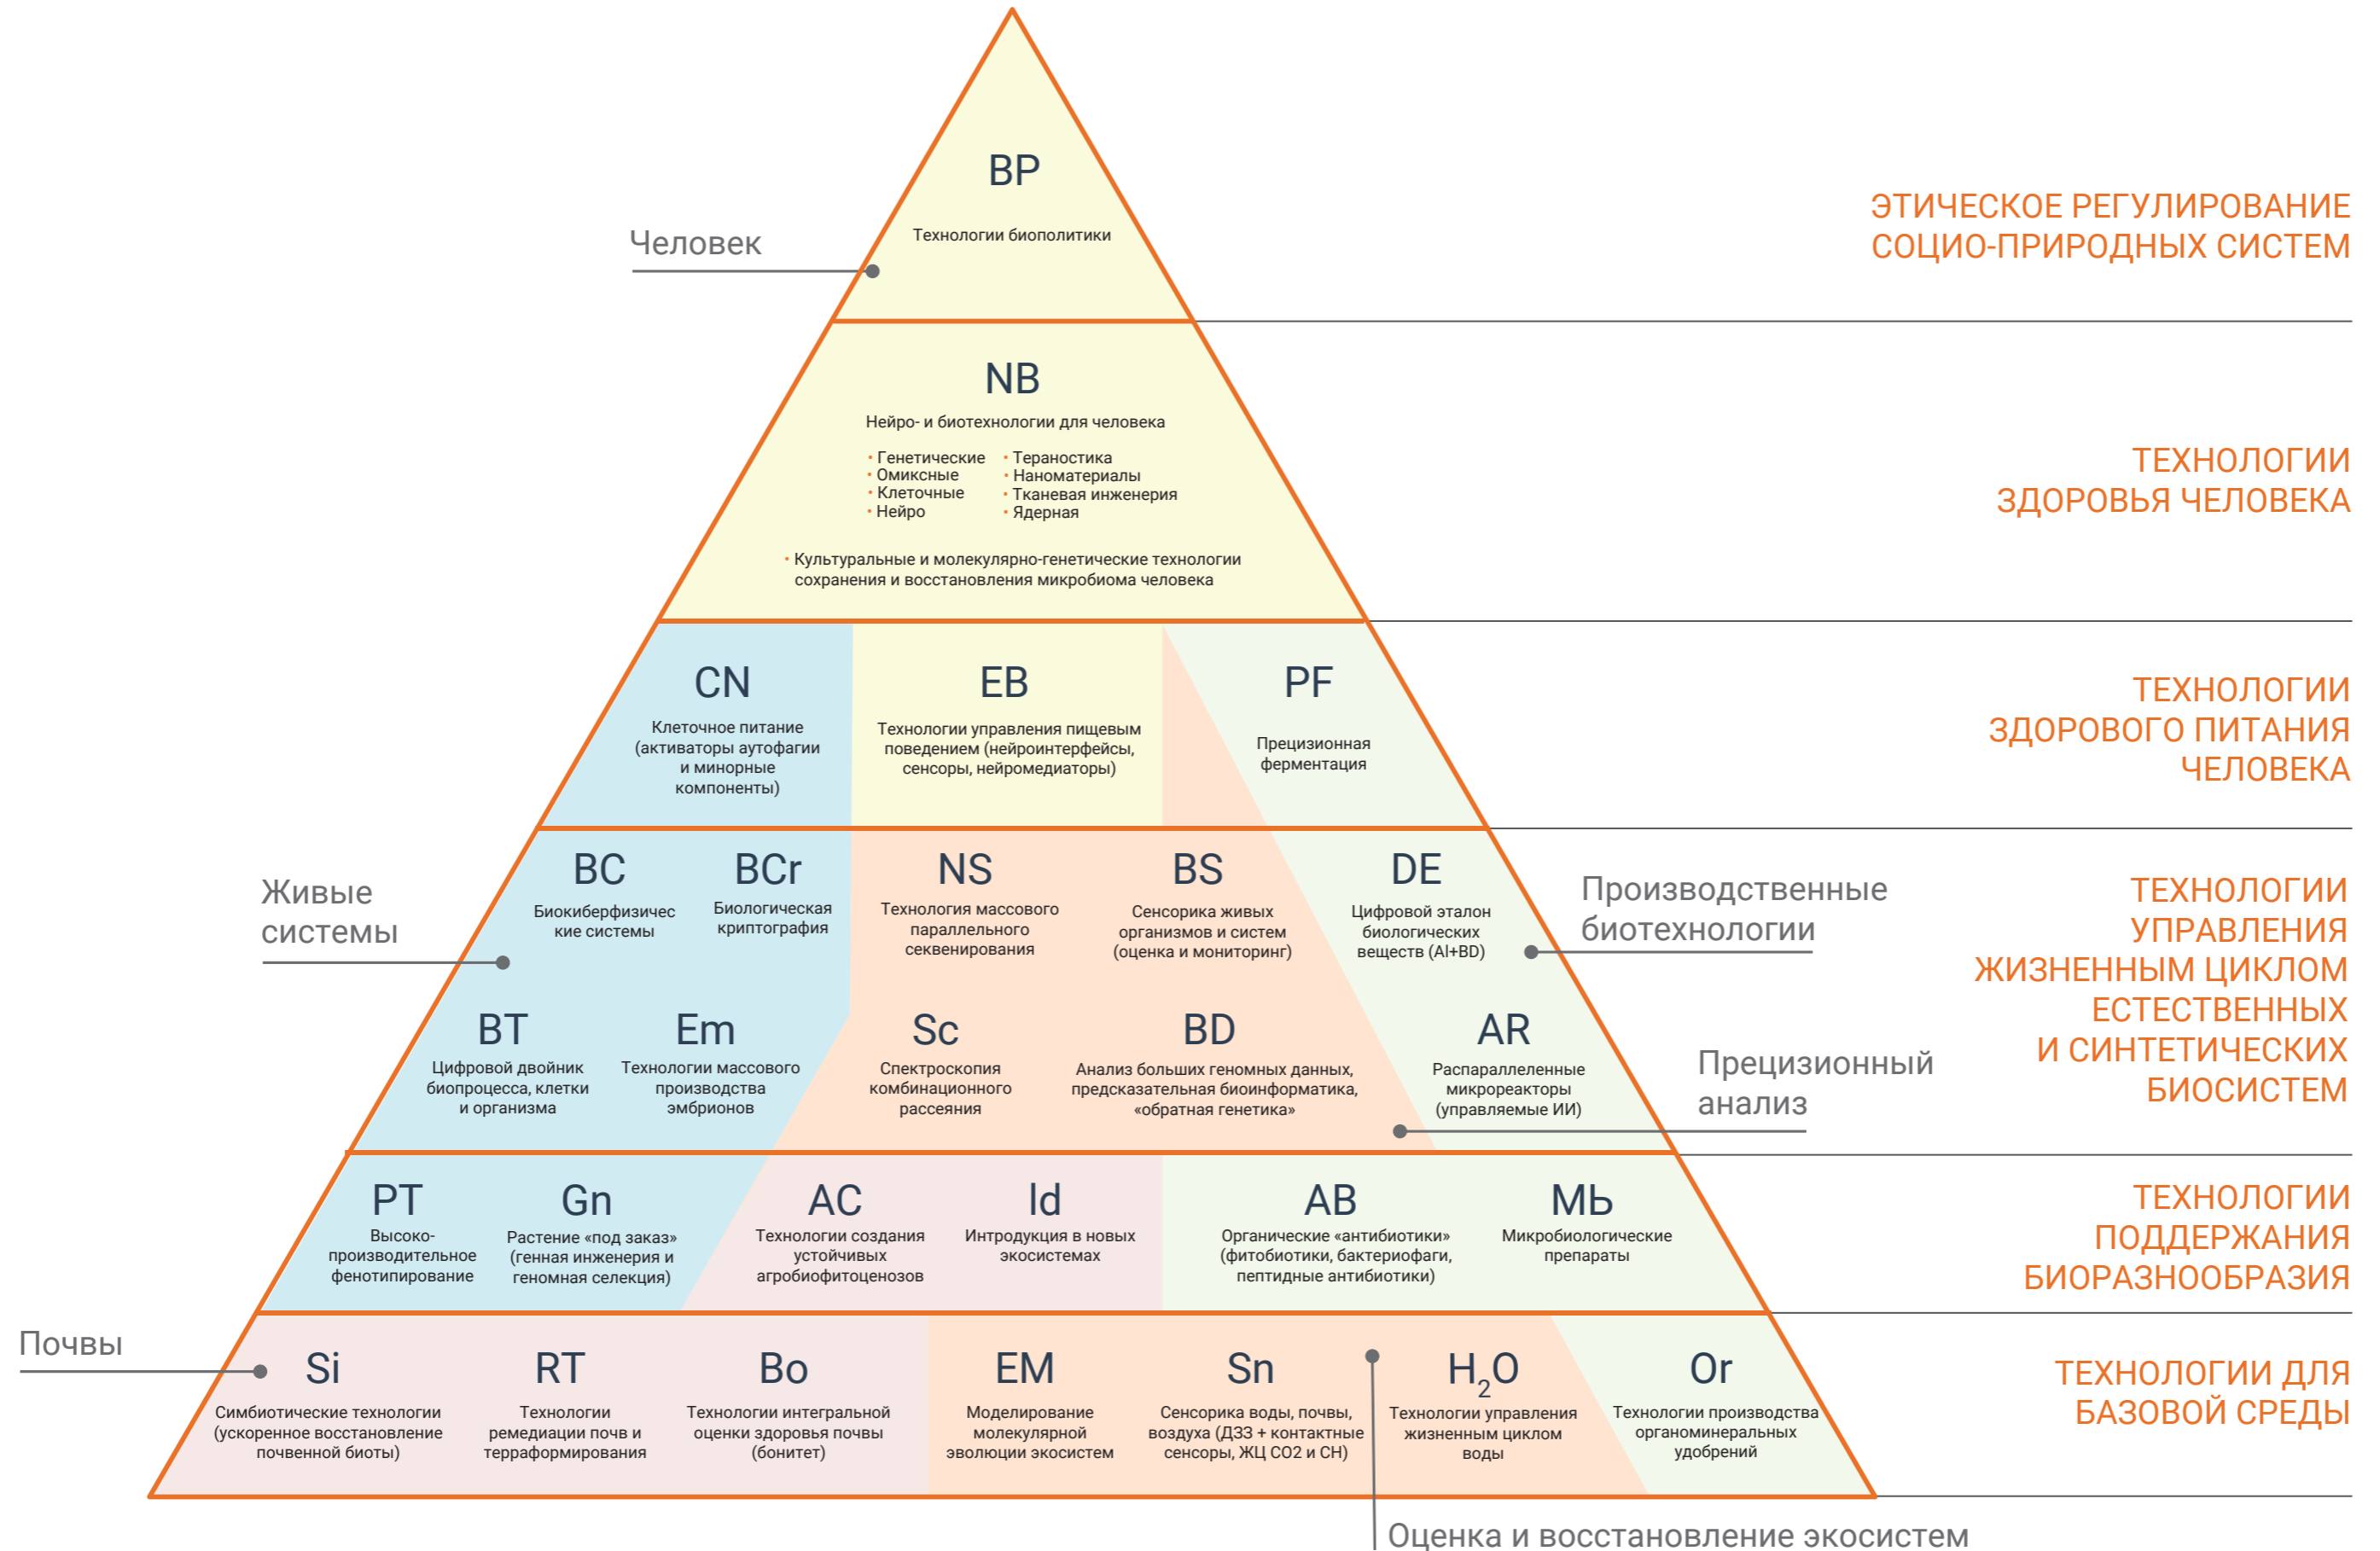 BP
Технологии биополитики
Человек
ЭТИЧЕСКОЕ РЕГУЛИРОВАНИЕ
СОЦИО-ПРИРОДНЫХ СИСТЕМ
NB
Нейро- и биотехнологии для человека
• Генетические
• Омиксные
• Клеточные
• Нейро
• Тераностика
• Наноматериалы
• Тканевая инженерия
• Ядерная
• Культуральные и молекулярно-генетические технологии
сохранения и восстановления микробиома человека
ТЕХНОЛОГИИ
ЗДОРОВЬЯ ЧЕЛОВЕКА
CN
Клеточное питание
(активаторы аутофагии
и минорные
компоненты)
EB
Технологии управления пищевым
поведением (нейроинтерфейсы,
сенсоры, нейромедиаторы)
PF
Прецизионная
ферментация
ТЕХНОЛОГИИ
ЗДОРОВОГО ПИТАНИЯ
ЧЕЛОВЕКА
Живые
системы
BC
Биокиберфизичес
кие системы
BCr
Биологическая
криптография
NS
Технология массового
параллельного
секвенирования
BS
Сенсорика живых
организмов и систем
(оценка и мониторинг)
DE
Цифровой эталон
биологических
веществ (AI+BD)
Производственные
биотехнологии
BT
Цифровой двойник
биопроцесса, клетки
и организма
Em
Технологии массового
производства
эмбрионов
Sc
Спектроскопия
комбинационного
рассеяния
BD
Анализ больших геномных данных,
предсказательная биоинформатика,
«обратная генетика»
AR
Распараллеленные
микрореакторы
(управляемые ИИ)
Прецизионный
анализ
ТЕХНОЛОГИИ
УПРАВЛЕНИЯ
ЖИЗНЕННЫМ ЦИКЛОМ
ЕСТЕСТВЕННЫХ
И СИНТЕТИЧЕСКИХ
БИОСИСТЕМ
PT
Высоко-
производительное
фенотипирование
Gn
Растение «под заказ»
(генная инженерия и
геномная селекция)
AC
Технологии создания
устойчивых
агробиофитоценозов
Id
Интродукция в новых
экосистемах
AB
Органические «антибиотики»
(фитобиотики, бактериофаги,
пептидные антибиотики)
МЬ
Микробиологические
препараты
ТЕХНОЛОГИИ
ПОДДЕРЖАНИЯ
БИОРАЗНООБРАЗИЯ
Почвы
Si
Симбиотические технологии
(ускоренное восстановление
почвенной биоты)
RT
Технологии
ремедиации почв и
терраформирования
Bo
Технологии интегральной
оценки здоровья почвы
(бонитет)
EM
Моделирование
молекулярной
эволюции экосистем
Sn
Сенсорика воды, почвы,
воздуха (ДЗЗ + контактные
сенсоры, ЖЦ СО2 и СН)
H₂O
Технологии управления
жизненным циклом
воды
Or
Технологии производства
органоминеральных
удобрений
ТЕХНОЛОГИИ ДЛЯ
БАЗОВОЙ СРЕДЫ
Оценка и восстановление экосистем